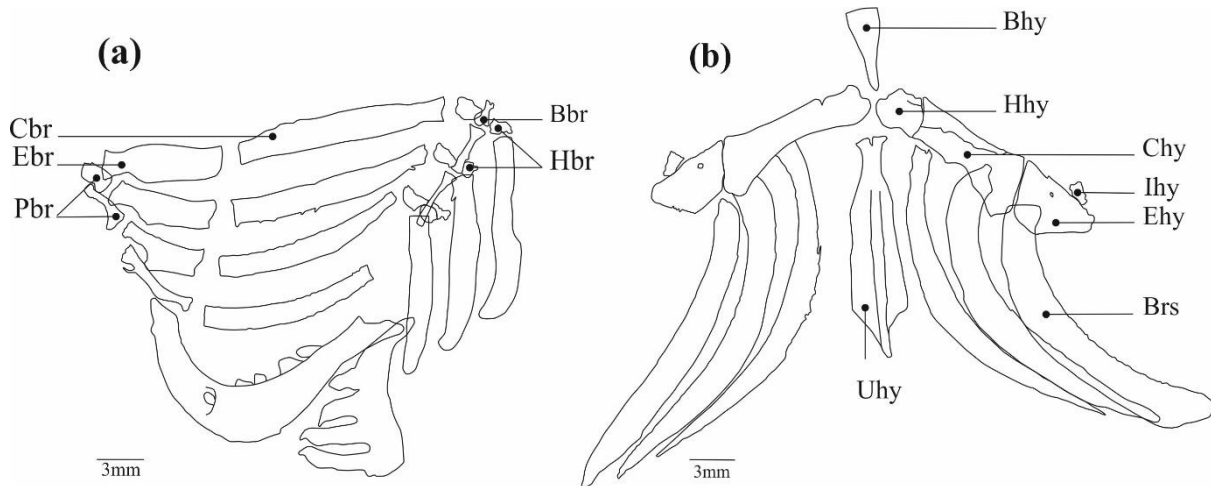 (a)
Cbr
Ebr
Pbr
Bbr
Hbr
3mm
(b)
Bhy
Hhy
Chy
Ihy
Ehy
Brs
Uhy
3mm